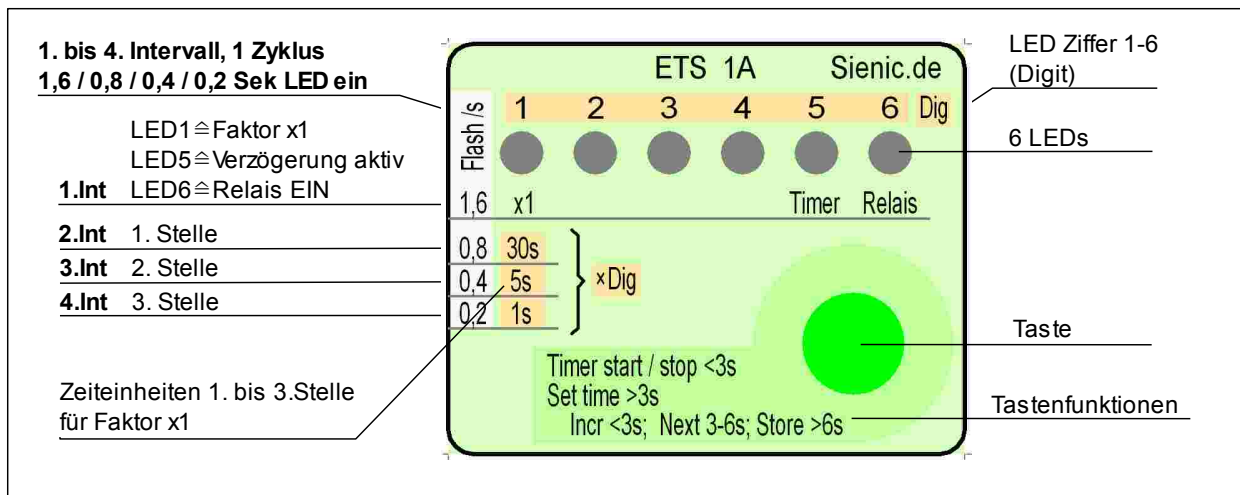 1. bis 4. Intervall, 1 Zyklus
1,6 / 0,8 / 0,4 / 0,2 Sek LED ein
LED1≙Faktor x1
LED5≙Verzögerung aktiv
1.Int LED6≙Relais EIN
2.Int 1. Stelle
3.Int 2. Stelle
4.Int 3. Stelle
Zeiteinheiten 1. bis 3.Stelle
für Faktor x1
ETS 1A Sienic.de
Flash /s
1 2 3 4 5 6 Dig
1,6 x1 Timer Relais
0,8 30s
0,4 5s
0,2 1s
×Dig
Timer start / stop <3s
Set time >3s
Incr <3s; Next 3-6s; Store >6s
LED Ziffer 1-6
(Digit)
6 LEDs
Taste
Tastenfunktionen